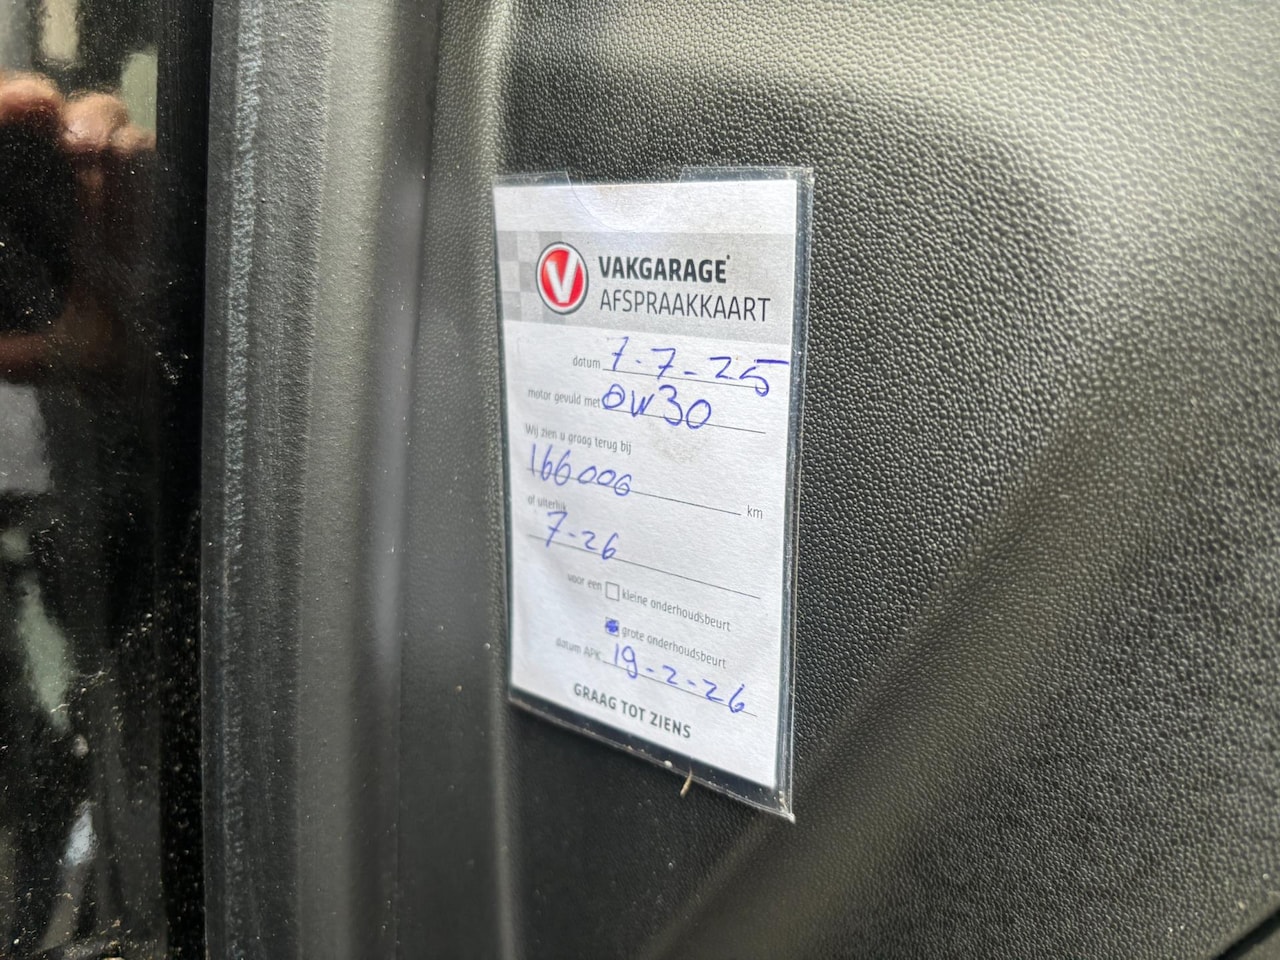 V
VAKGARAGE
AFSPRAAKKAART
datum 7-7-25
motor gevuld met 0W30
Wij zien u graag terug bij
166000 km
of uiterlijk
7-26
voor een kleine onderhoudsbeurt
grote onderhoudsbeurt
datum APK 19-2-26
GRAAG TOT ZIENS